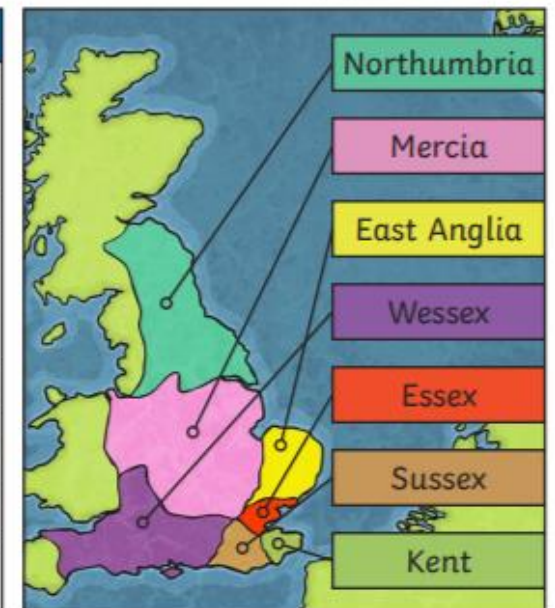 Northumbria
Mercia
East Anglia
Wessex
Essex
Sussex
Kent